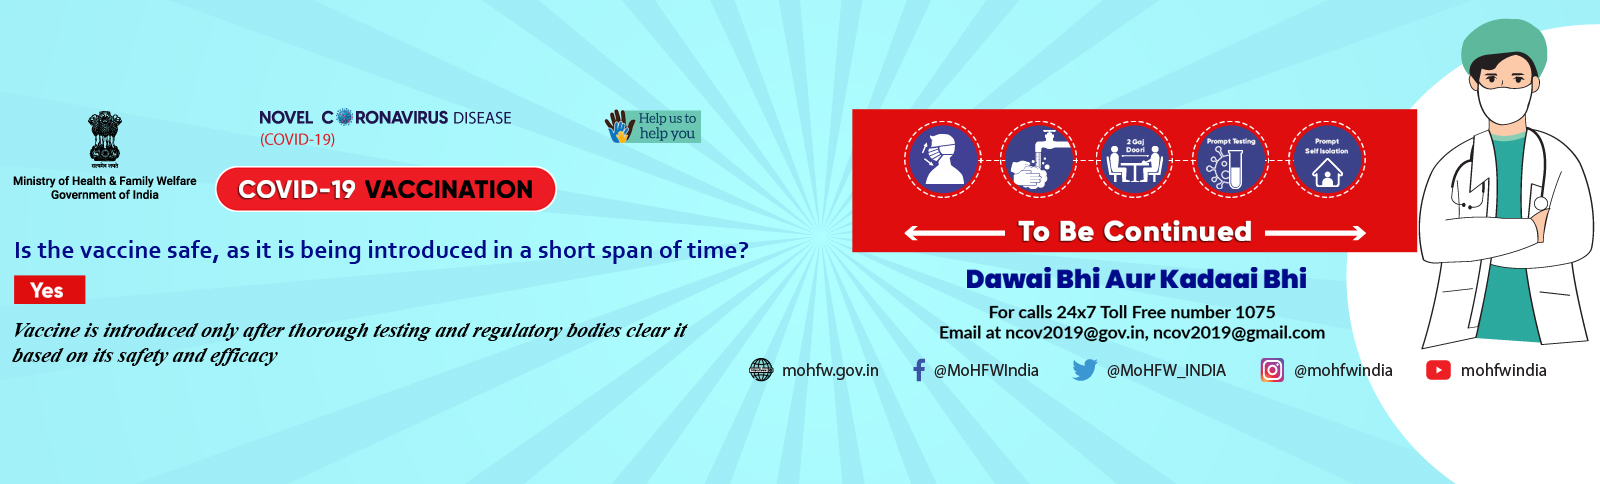 सत्यमेव जयते
Ministry of Health & Family Welfare
Government of India
NOVEL CORONAVIRUS DISEASE
(COVID-19)
Help us to
help you
COVID-19 VACCINATION
Is the vaccine safe, as it is being introduced in a short span of time?
Yes
Vaccine is introduced only after thorough testing and regulatory bodies clear it
based on its safety and efficacy
2 Gaj
Doori
Prompt Testing
Prompt
Self Isolation
To Be Continued
Dawai Bhi Aur Kadaai Bhi
For calls 24x7 Toll Free number 1075
Email at ncov2019@gov.in, ncov2019@gmail.com
mohfw.gov.in
@MoHFWIndia
@MoHFW_INDIA
@mohfwindia
mohfwindia